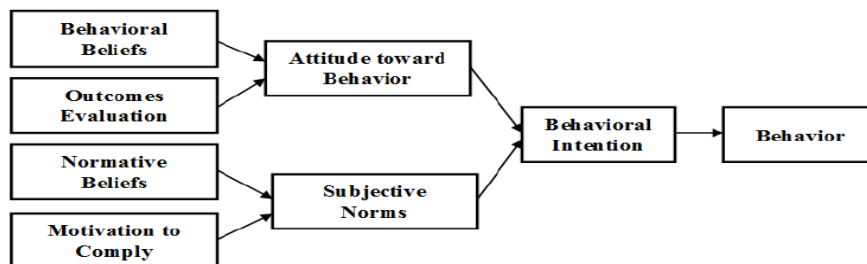 Behavioral
Beliefs
Outcomes
Evaluation
Normative
Beliefs
Motivation to
Comply
Attitude toward
Behavior
Subjective
Norms
Behavioral
Intention
Behavior